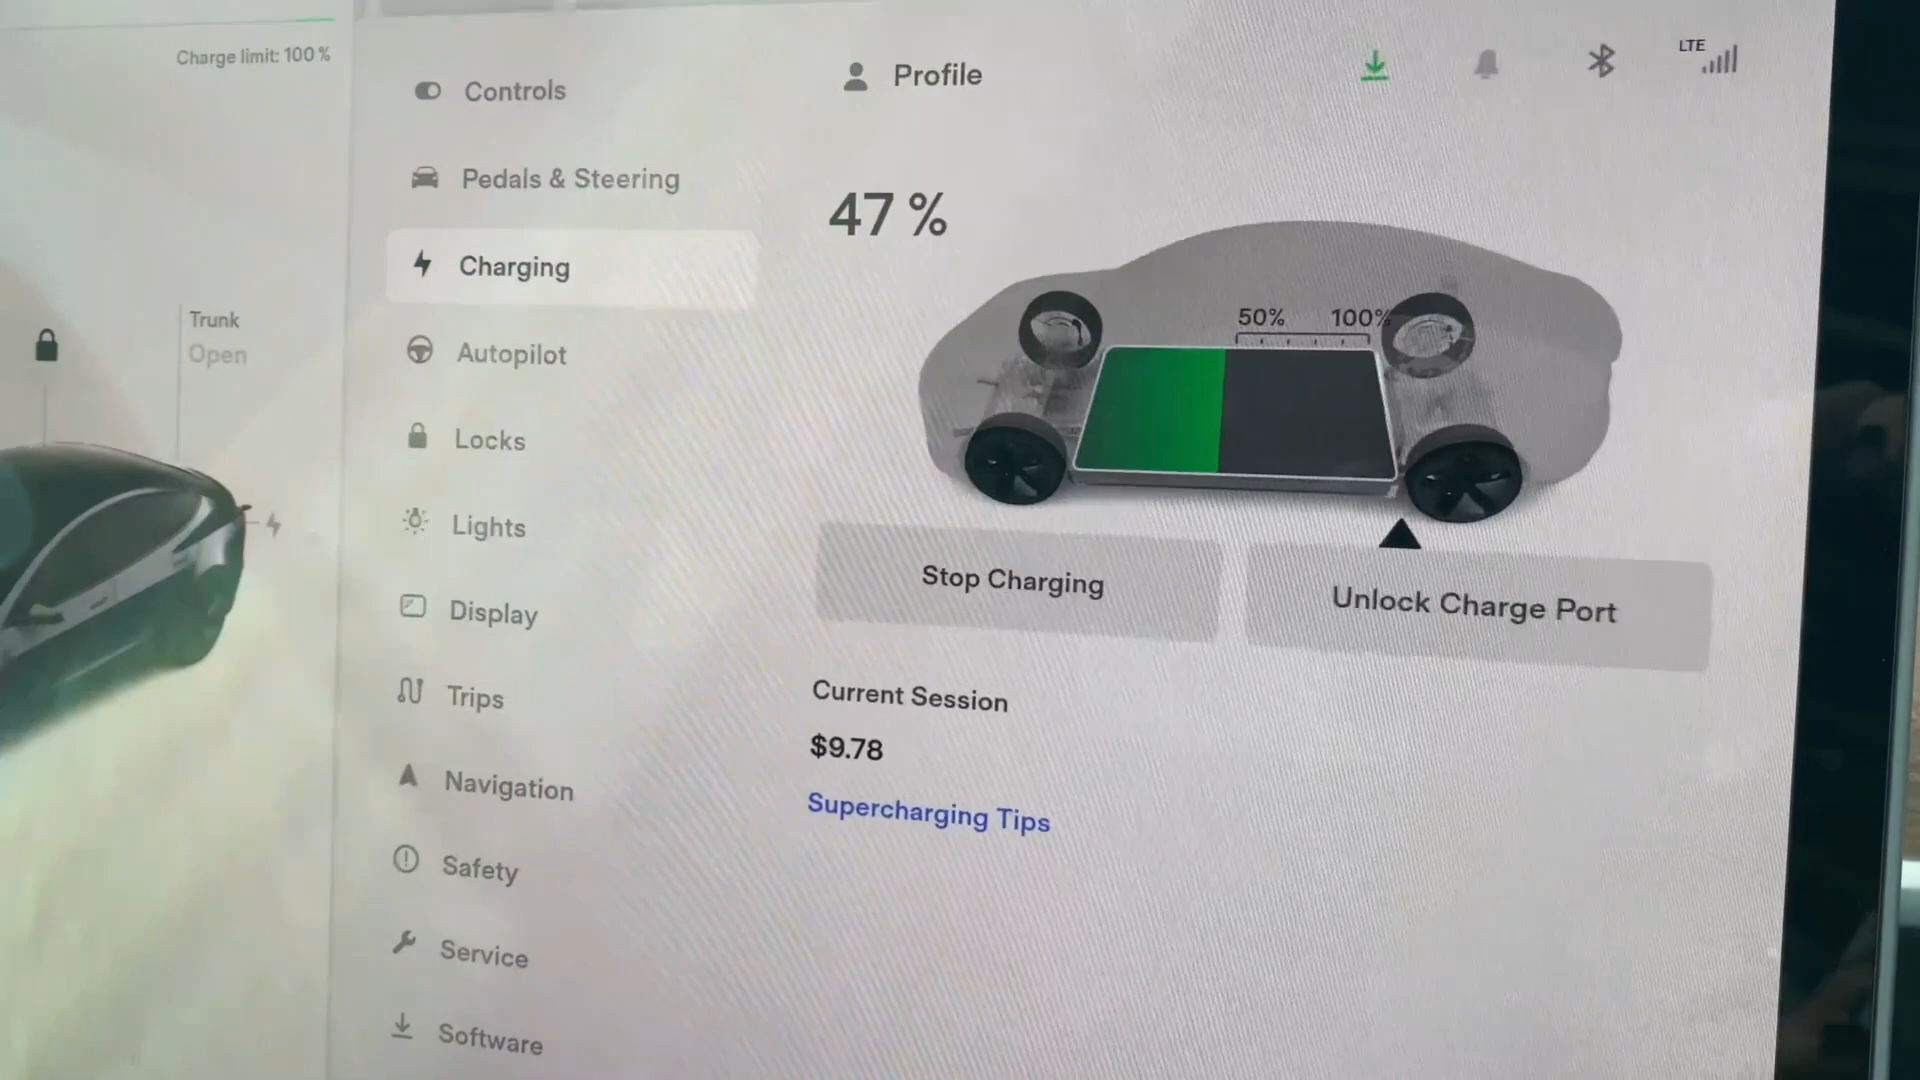 Charge limit: 100 %
Trunk
Open
Controls
Pedals & Steering
Charging
Autopilot
Locks
Lights
Display
Trips
Navigation
Safety
Service
Software
Profile
LTE
47 %
50% 100%
Stop Charging
Unlock Charge Port
Current Session
$9.78
Supercharging Tips